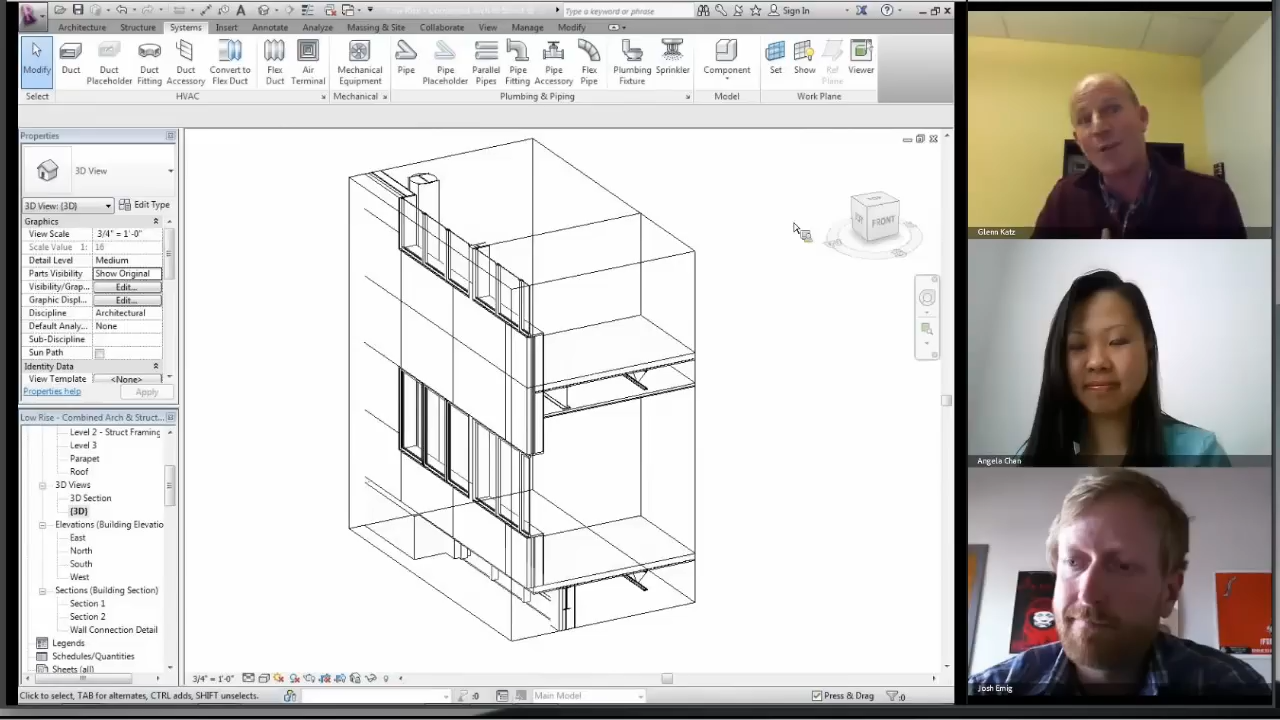 Low Rise - Combined Arch & Struct...
Type a keyword or phrase
Sign In
Architecture Structure Systems Insert Annotate Analyze Massing & Site Collaborate View Manage Modify
Modify Duct Duct Placeholder Duct Fitting Duct Accessory Convert to Flex Duct Flex Duct Air Terminal Mechanical Equipment Pipe Pipe Placeholder Parallel Pipes Pipe Fitting Pipe Accessory Flex Pipe Plumbing Fixture Sprinkler Component Set Show Ref Plane Viewer
Select HVAC Mechanical Plumbing & Piping Model Work Plane
Properties
3D View
3D View: {3D} Edit Type
Graphics
View Scale 3/4" = 1'-0"
Scale Value 1: 16
Detail Level Medium
Parts Visibility Show Original
Visibility/Grap... Edit...
Graphic Displ... Edit...
Discipline Architectural
Default Analy... None
Sub-Discipline
Sun Path
Identity Data
View Template <None>
Properties help Apply
Low Rise - Combined Arch & Struct...
Level 2 - Struct Framing
Level 3
Parapet
Roof
3D Views
3D Section
{3D}
Elevations (Building Elevatio
East
North
South
West
Sections (Building Section)
Section 1
Section 2
Wall Connection Detail
Legends
Schedules/Quantities
Sheets (all)
FRONT
3/4" = 1'-0"
Click to select, TAB for alternates, CTRL adds, SHIFT unselects.
:0
Main Model
Press & Drag
:0
Glenn Katz
Angela Chan
Josh Emig